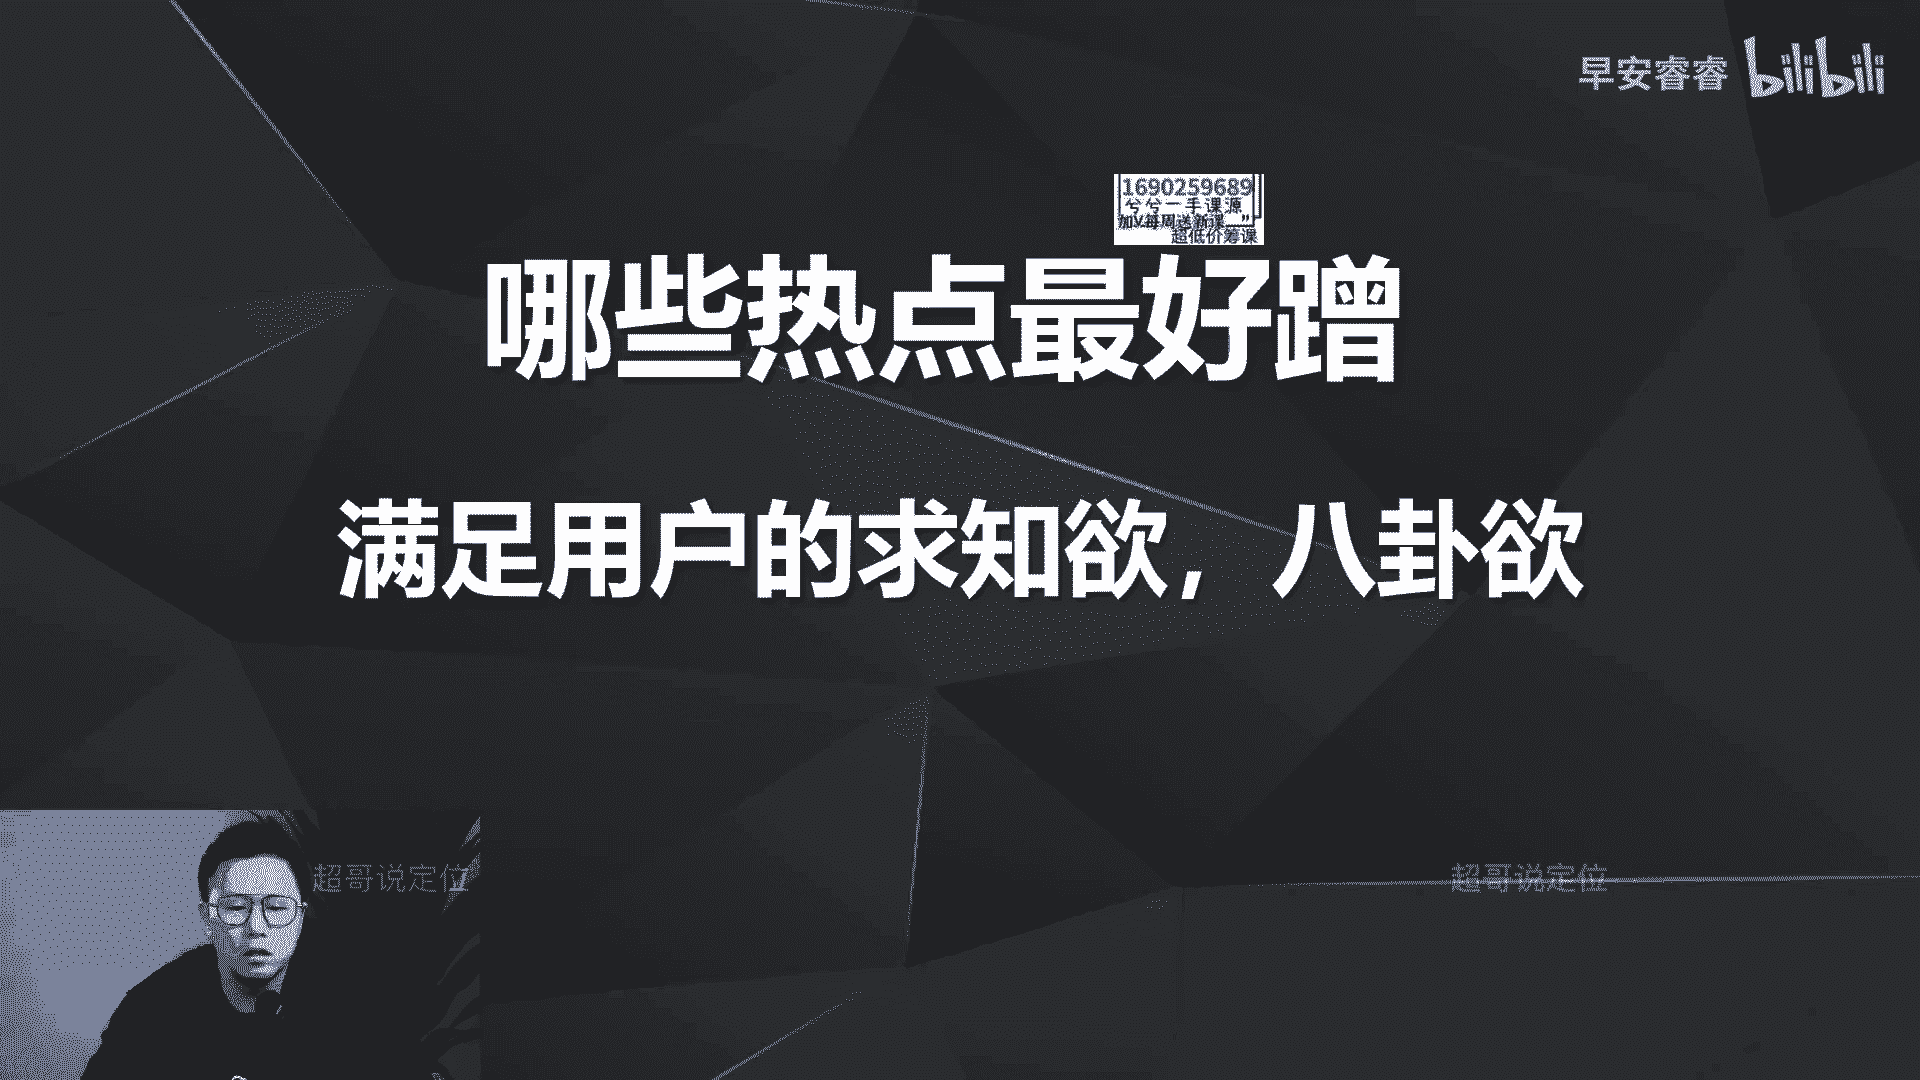 早安睿睿 bilibili
1690259689
兮兮一手课源
加V每周送新课"
超低价筹课
哪些热点最好蹭
满足用户的求知欲，八卦欲
超哥说定位
超哥说定位